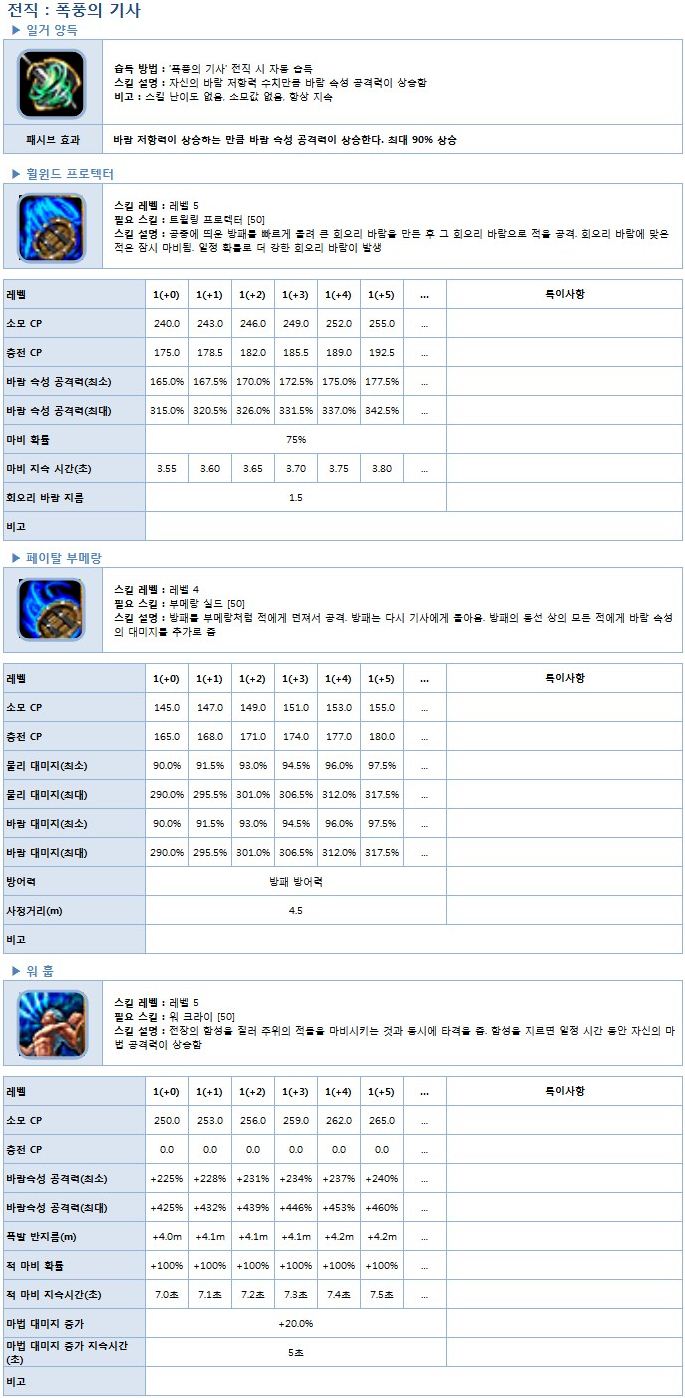 전직 : 폭풍의 기사
▶ 일거 양득
습득 방법 : '폭풍의 기사' 전직 시 자동 습득
스킬 설명 : 자신의 바람 저항력 수치만큼 바람 속성 공격력이 상승함
비고 : 스킬 난이도 없음, 소모값 없음, 항상 지속
패시브 효과 바람 저항력이 상승하는 만큼 바람 속성 공격력이 상승한다. 최대 90% 상승
▶ 휠윈드 프로텍터
스킬 레벨 : 레벨 5
필요 스킬 : 트윌링 프로텍터 [50]
스킬 설명 : 공중에 띄운 방패를 빠르게 돌려 큰 회오리 바람을 만든 후 그 회오리 바람으로 적을 공격. 회오리 바람에 맞은
적은 잠시 마비됨. 일정 확률로 더 강한 회오리 바람이 발생
레벨 1(+0) 1(+1) 1(+2) 1(+3) 1(+4) 1(+5) ... 특이사항
소모 CP 240.0 243.0 246.0 249.0 252.0 255.0 ...
충전 CP 175.0 178.5 182.0 185.5 189.0 192.5 ...
바람 속성 공격력(최소) 165.0% 167.5% 170.0% 172.5% 175.0% 177.5% ...
바람 속성 공격력(최대) 315.0% 320.5% 326.0% 331.5% 337.0% 342.5% ...
마비 확률 75%
마비 지속 시간(초) 3.55 3.60 3.65 3.70 3.75 3.80 ...
회오리 바람 지름 1.5
비고
▶ 페이탈 부메랑
스킬 레벨 : 레벨 4
필요 스킬 : 부메랑 실드 [50]
스킬 설명 : 방패를 부메랑처럼 적에게 던져서 공격. 방패는 다시 기사에게 돌아옴. 방패의 동선 상의 모든 적에게 바람 속성
의 대미지를 추가로 줌
레벨 1(+0) 1(+1) 1(+2) 1(+3) 1(+4) 1(+5) ... 특이사항
소모 CP 145.0 147.0 149.0 151.0 153.0 155.0 ...
충전 CP 165.0 168.0 171.0 174.0 177.0 180.0 ...
물리 대미지(최소) 90.0% 91.5% 93.0% 94.5% 96.0% 97.5% ...
물리 대미지(최대) 290.0% 295.5% 301.0% 306.5% 312.0% 317.5% ...
바람 대미지(최소) 90.0% 91.5% 93.0% 94.5% 96.0% 97.5% ...
바람 대미지(최대) 290.0% 295.5% 301.0% 306.5% 312.0% 317.5% ...
방어력 방패 방어력
사정거리(m) 4.5
비고
▶ 워 훌
스킬 레벨 : 레벨 5
필요 스킬 : 워 크라이 [50]
스킬 설명 : 전장의 함성을 질러 주위의 적들을 마비시키는 것과 동시에 타격을 줌. 함성을 지르면 일정 시간 동안 자신의 마
법 공격력이 상승함
레벨 1(+0) 1(+1) 1(+2) 1(+3) 1(+4) 1(+5) ... 특이사항
소모 CP 250.0 253.0 256.0 259.0 262.0 265.0 ...
충전 CP 0.0 0.0 0.0 0.0 0.0 0.0 ...
바람속성 공격력(최소) +225% +228% +231% +234% +237% +240% ...
바람속성 공격력(최대) +425% +432% +439% +446% +453% +460% ...
폭발 반지름(m) +4.0m +4.1m +4.1m +4.1m +4.2m +4.2m ...
적 마비 확률 +100% +100% +100% +100% +100% +100% ...
적 마비 지속시간(초) 7.0초 7.1초 7.2초 7.3초 7.4초 7.5초 ...
마법 대미지 증가 +20.0%
마법 대미지 증가 지속시간
(초) 5초
비고